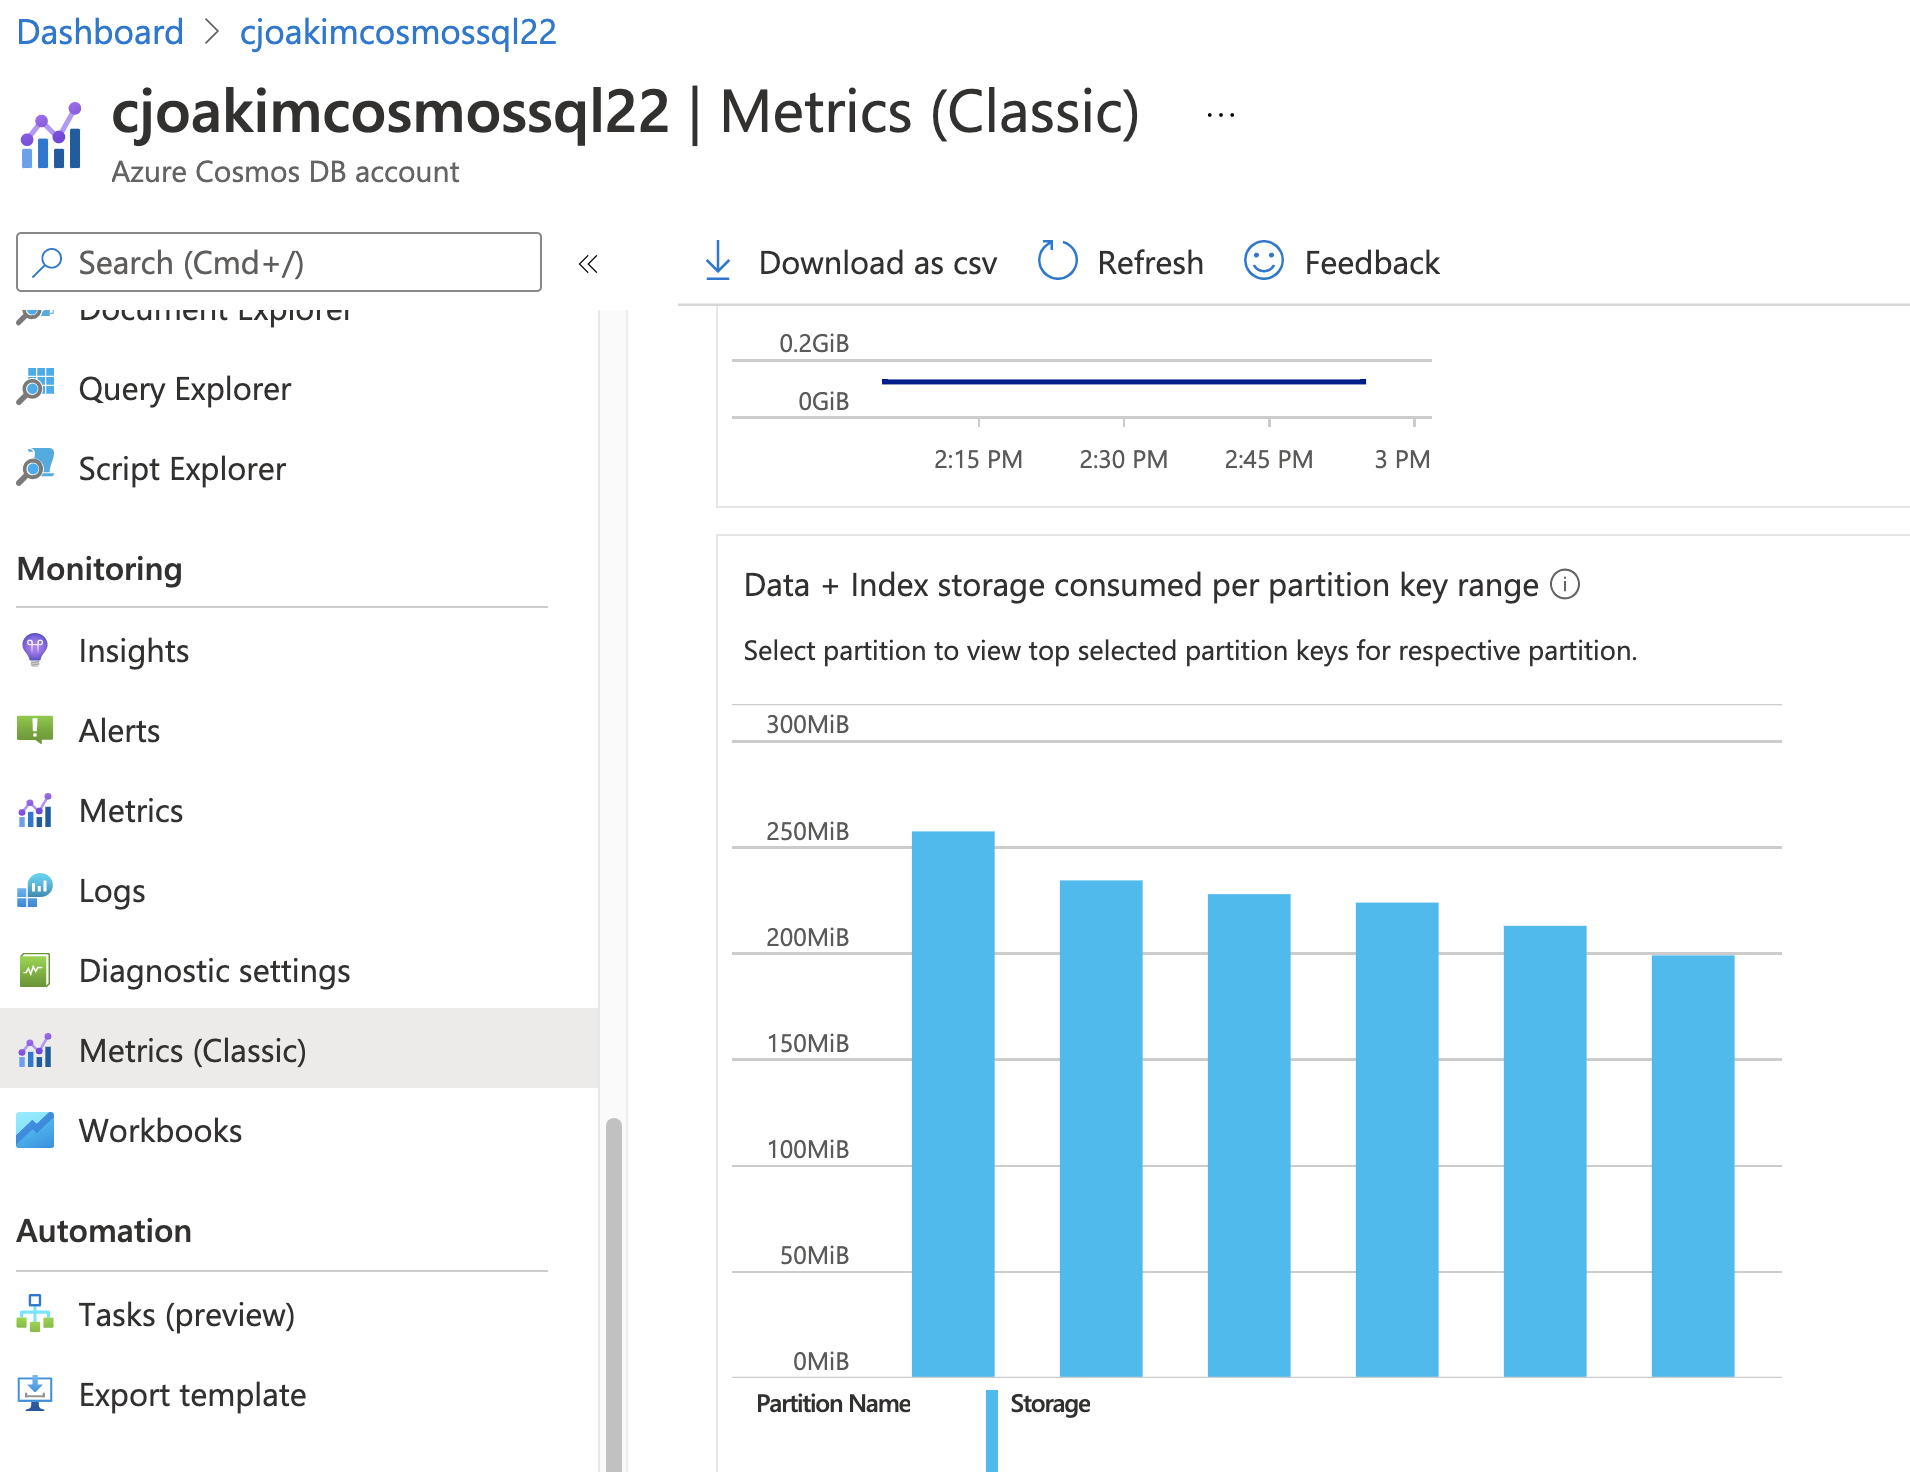 Dashboard > cjoakimcosmossql22
cjoakimcosmossql22 | Metrics (Classic) ...
Azure Cosmos DB account
Search (Cmd+/)
«
Download as csv
Refresh
Feedback
Document Explorer
Query Explorer
Script Explorer
Monitoring
Insights
Alerts
Metrics
Logs
Diagnostic settings
Metrics (Classic)
Workbooks
Automation
Tasks (preview)
Export template
0.2GiB
0GiB
2:15 PM 2:30 PM 2:45 PM 3 PM
Data + Index storage consumed per partition key range
Select partition to view top selected partition keys for respective partition.
300MiB
250MiB
200MiB
150MiB
100MiB
50MiB
0MiB
Partition Name Storage